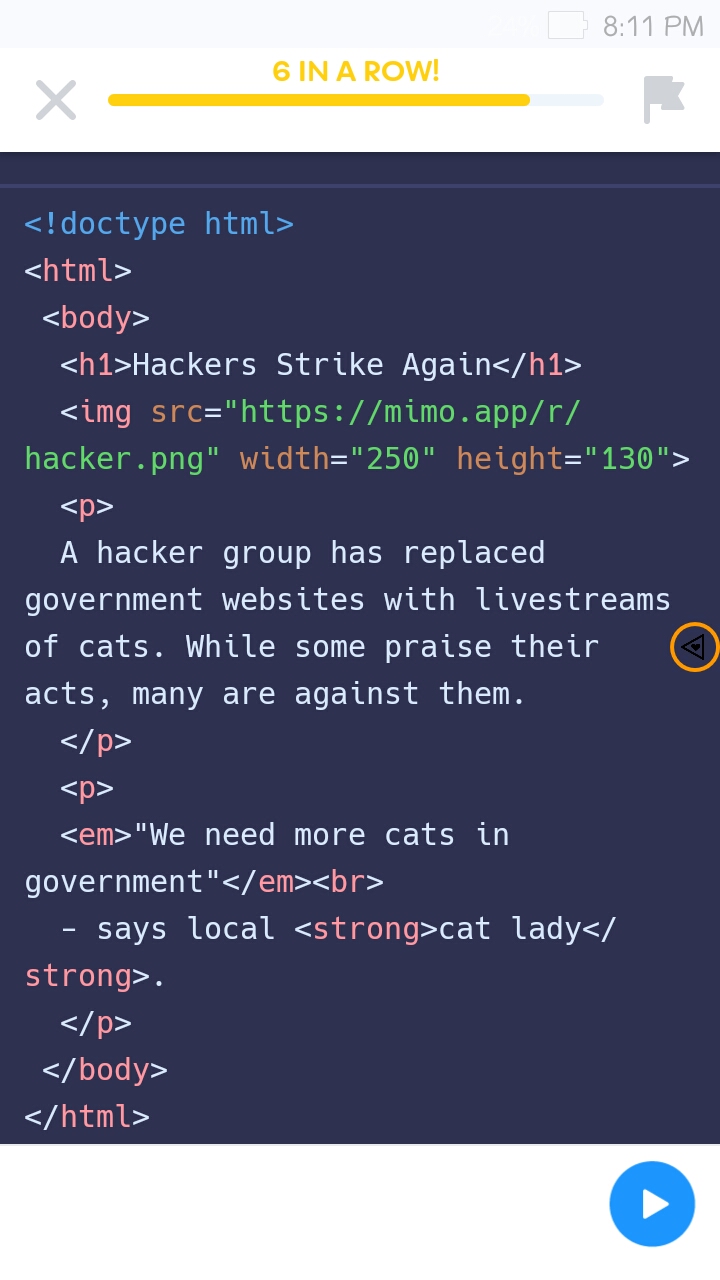 8:11 PM
6 IN A ROW!
<!doctype html>
<html>
<body>
<h1>Hackers Strike Again</h1>
<img src="https://mimo.app/r/
hacker.png" width="250" height="130">
<p>
A hacker group has replaced
government websites with livestreams
of cats. While some praise their
acts, many are against them.
</p>
<p>
<em>"We need more cats in
government"</em><br>
- says local <strong>cat lady</
strong>.
</p>
</body>
</html>